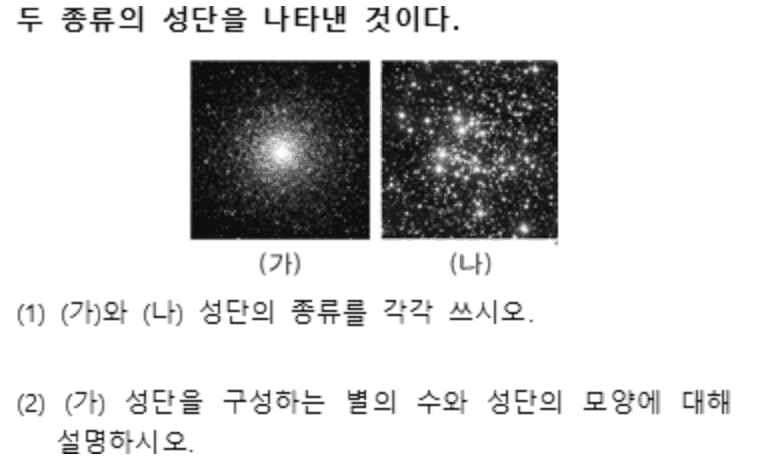 두 종류의 성단을 나타낸 것이다.
(가) (나)
(1) (가)와 (나) 성단의 종류를 각각 쓰시오.
(2) (가) 성단을 구성하는 별의 수와 성단의 모양에 대해
설명하시오.